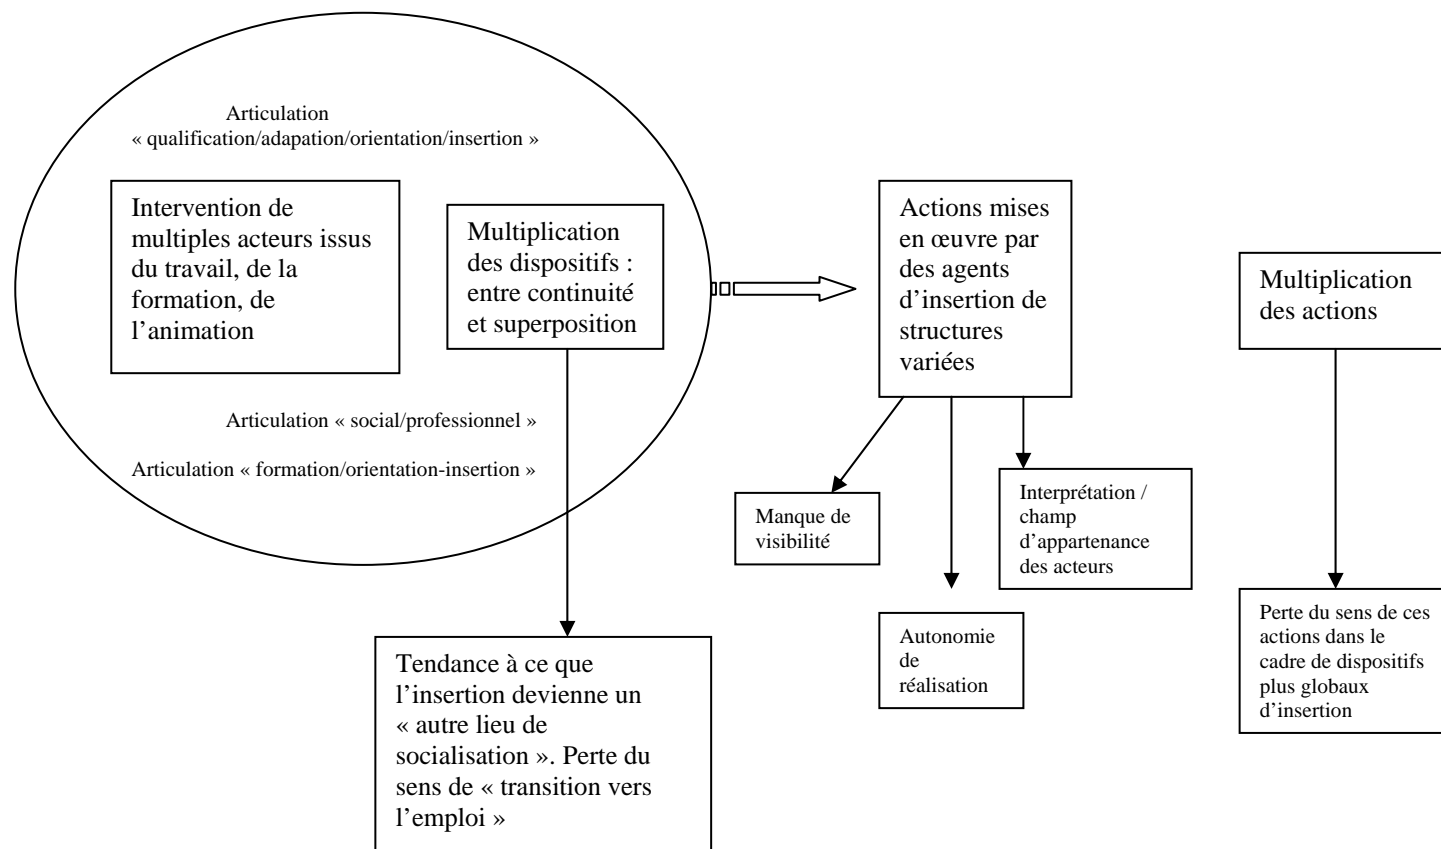 Articulation
« qualification/adapation/orientation/insertion »
Intervention de
multiples acteurs issus
du travail, de la
formation, de
l’animation
Multiplication
des dispositifs :
entre continuité
et superposition
Articulation « social/professionnel »
Articulation « formation/orientation-insertion »
Tendance à ce que
l’insertion devienne un
« autre lieu de
socialisation ». Perte du
sens de « transition vers
l’emploi »
Actions mises
en œuvre par
des agents
d’insertion de
structures
variées
Manque de
visibilité
Autonomie
de
réalisation
Interprétation /
champ
d’appartenance
des acteurs
Multiplication
des actions
Perte du sens de ces
actions dans le
cadre de dispositifs
plus globaux
d’insertion